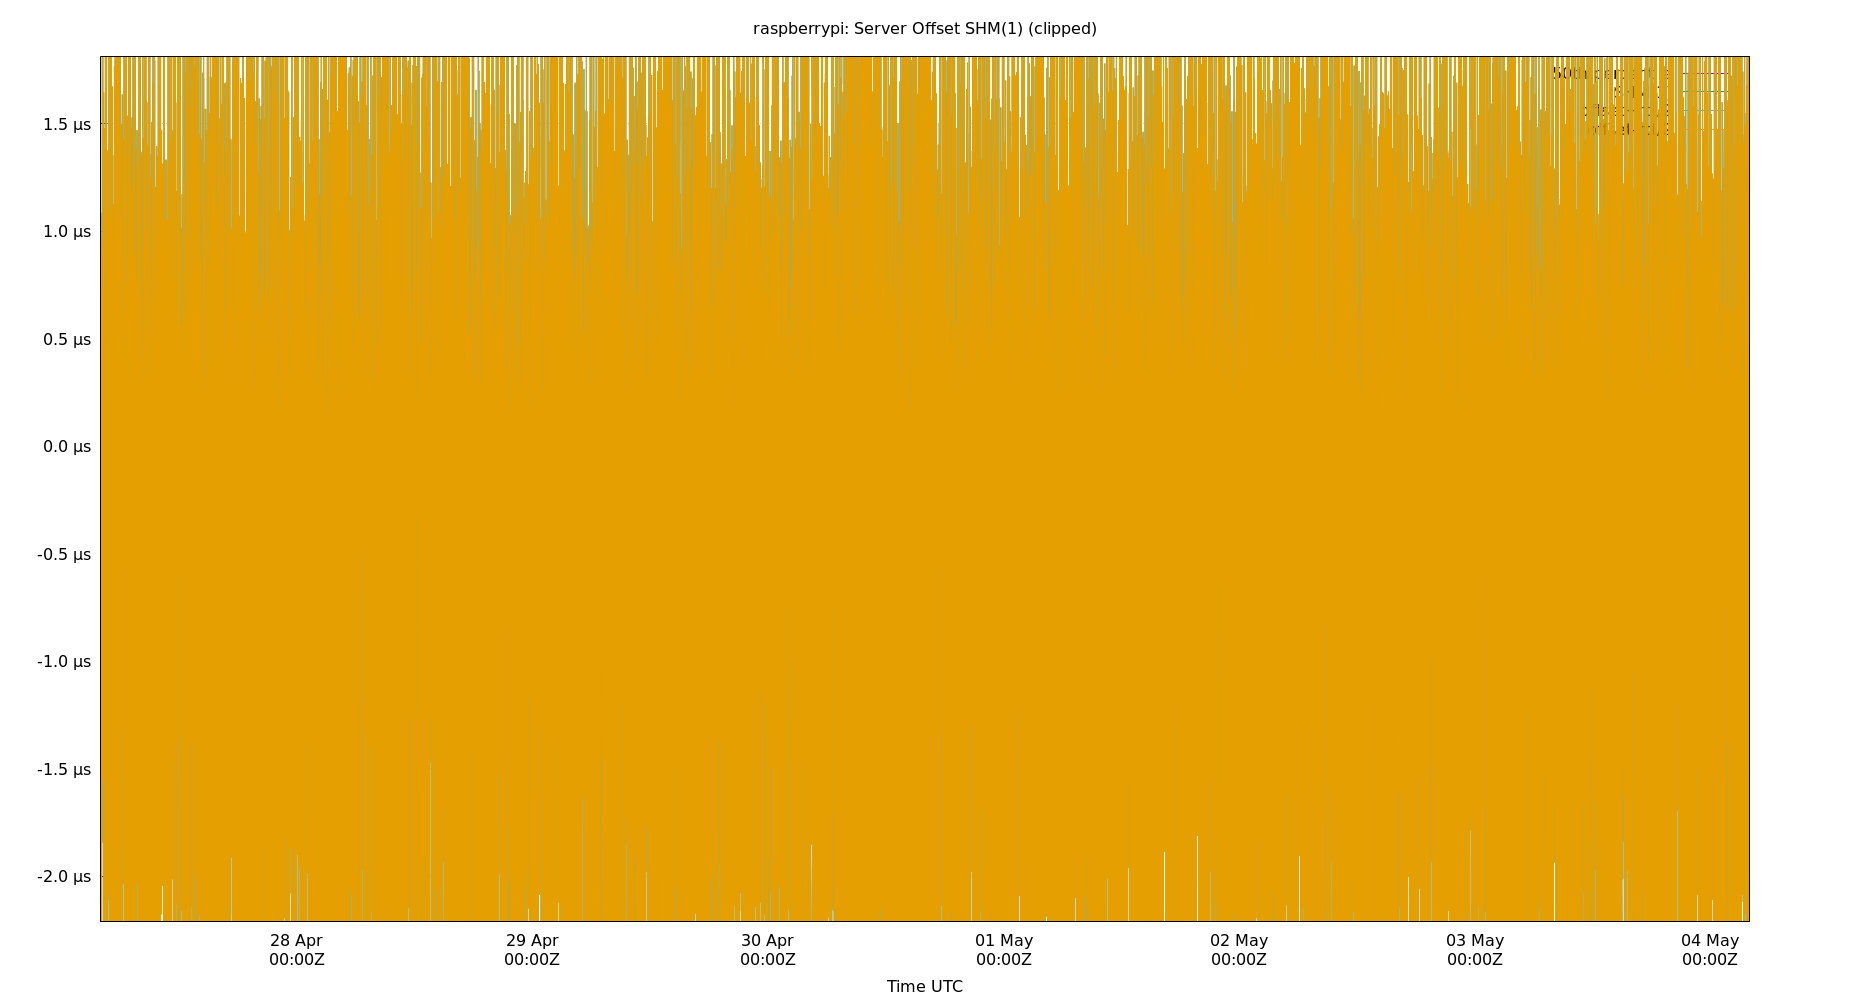 raspberrypi: Server Offset SHM(1) (clipped)
1.5 µs
1.0 µs
0.5 µs
0.0 µs
-0.5 µs
-1.0 µs
-1.5 µs
-2.0 µs
28 Apr 29 Apr 30 Apr 01 May 02 May 03 May 04 May
00:00Z 00:00Z 00:00Z 00:00Z 00:00Z 00:00Z 00:00Z
Time UTC